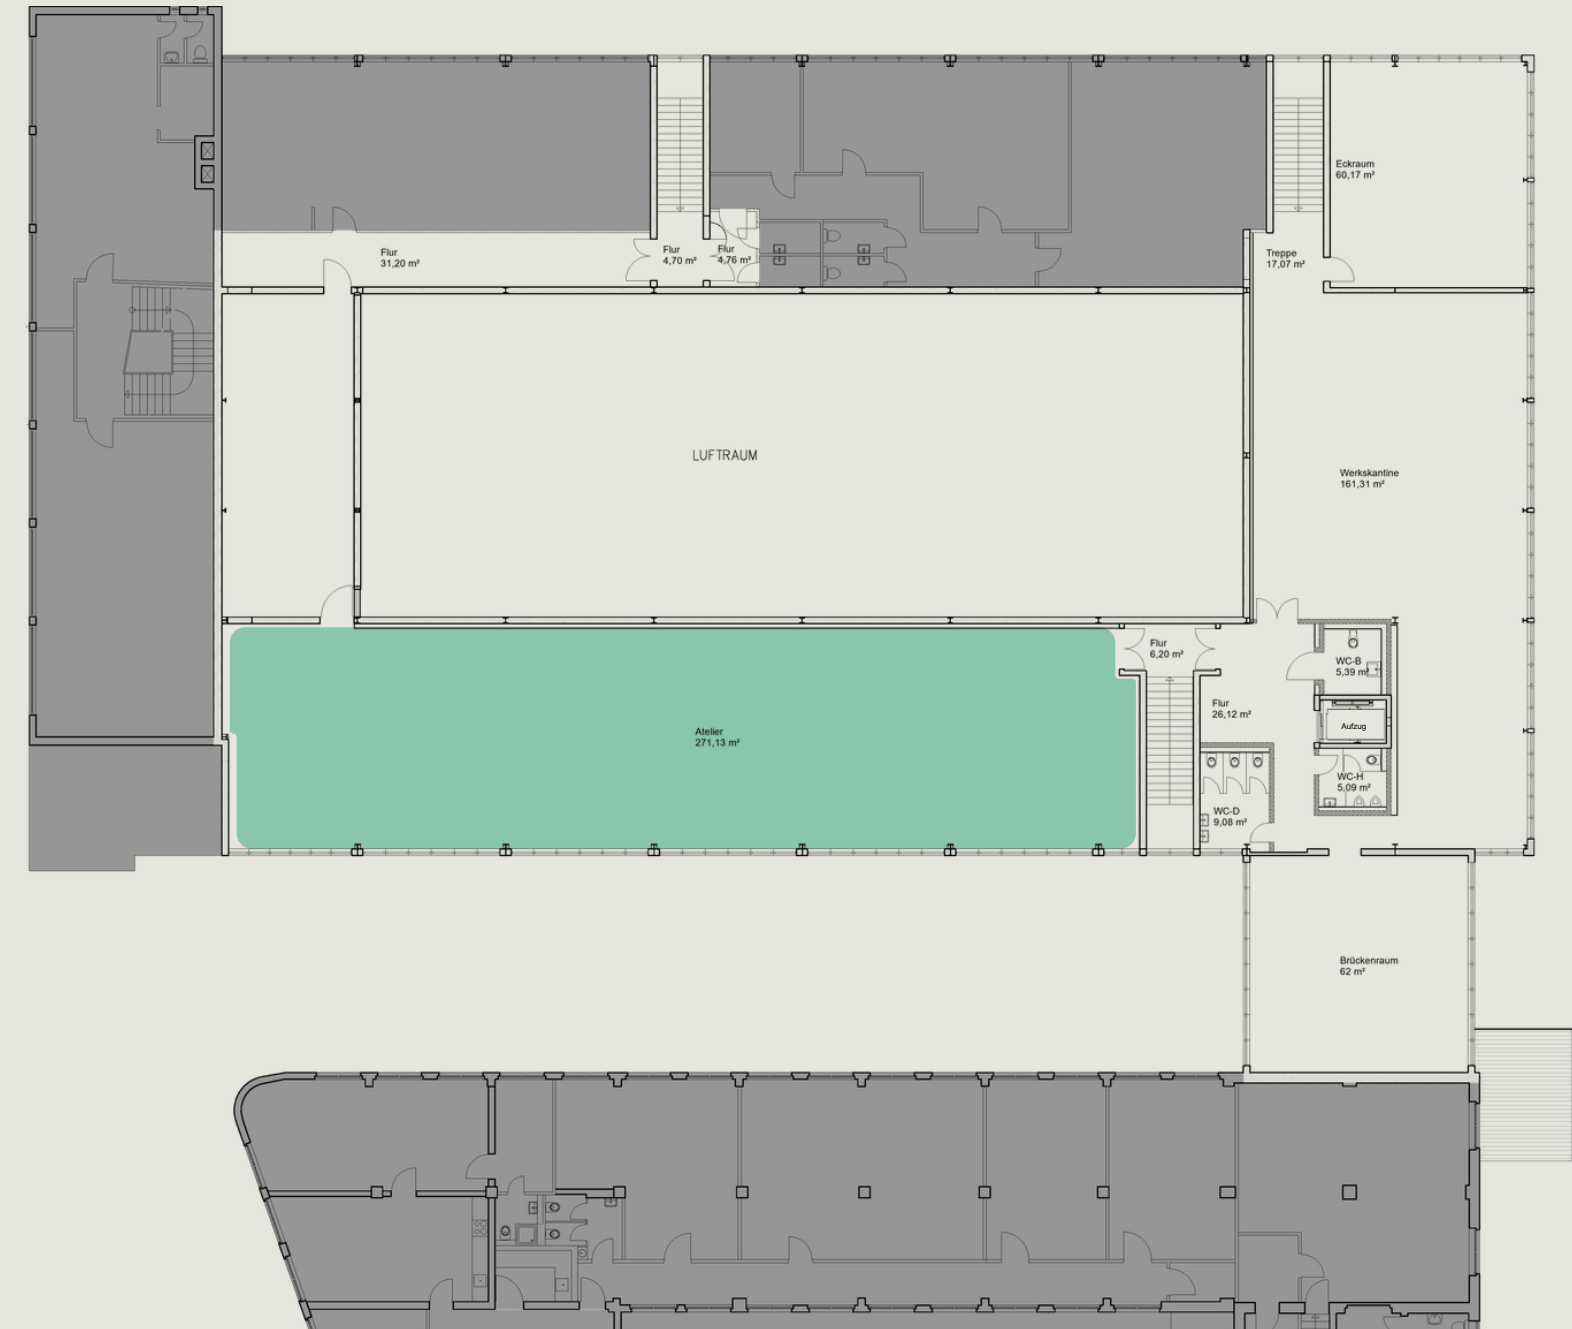 Eckraum
60,17 m²
Flur
31,20 m²
Flur
4,70 m²
Flur
4,76 m²
Treppe
17,07 m²
LUFTRAUM
Werkskantine
161,31 m²
Flur
6,20 m²
WC-B
5,39 m²
Flur
26,12 m²
Aufzug
Atelier
271,13 m²
WC-H
5,09 m²
WC-D
9,08 m²
Brückenraum
62 m²